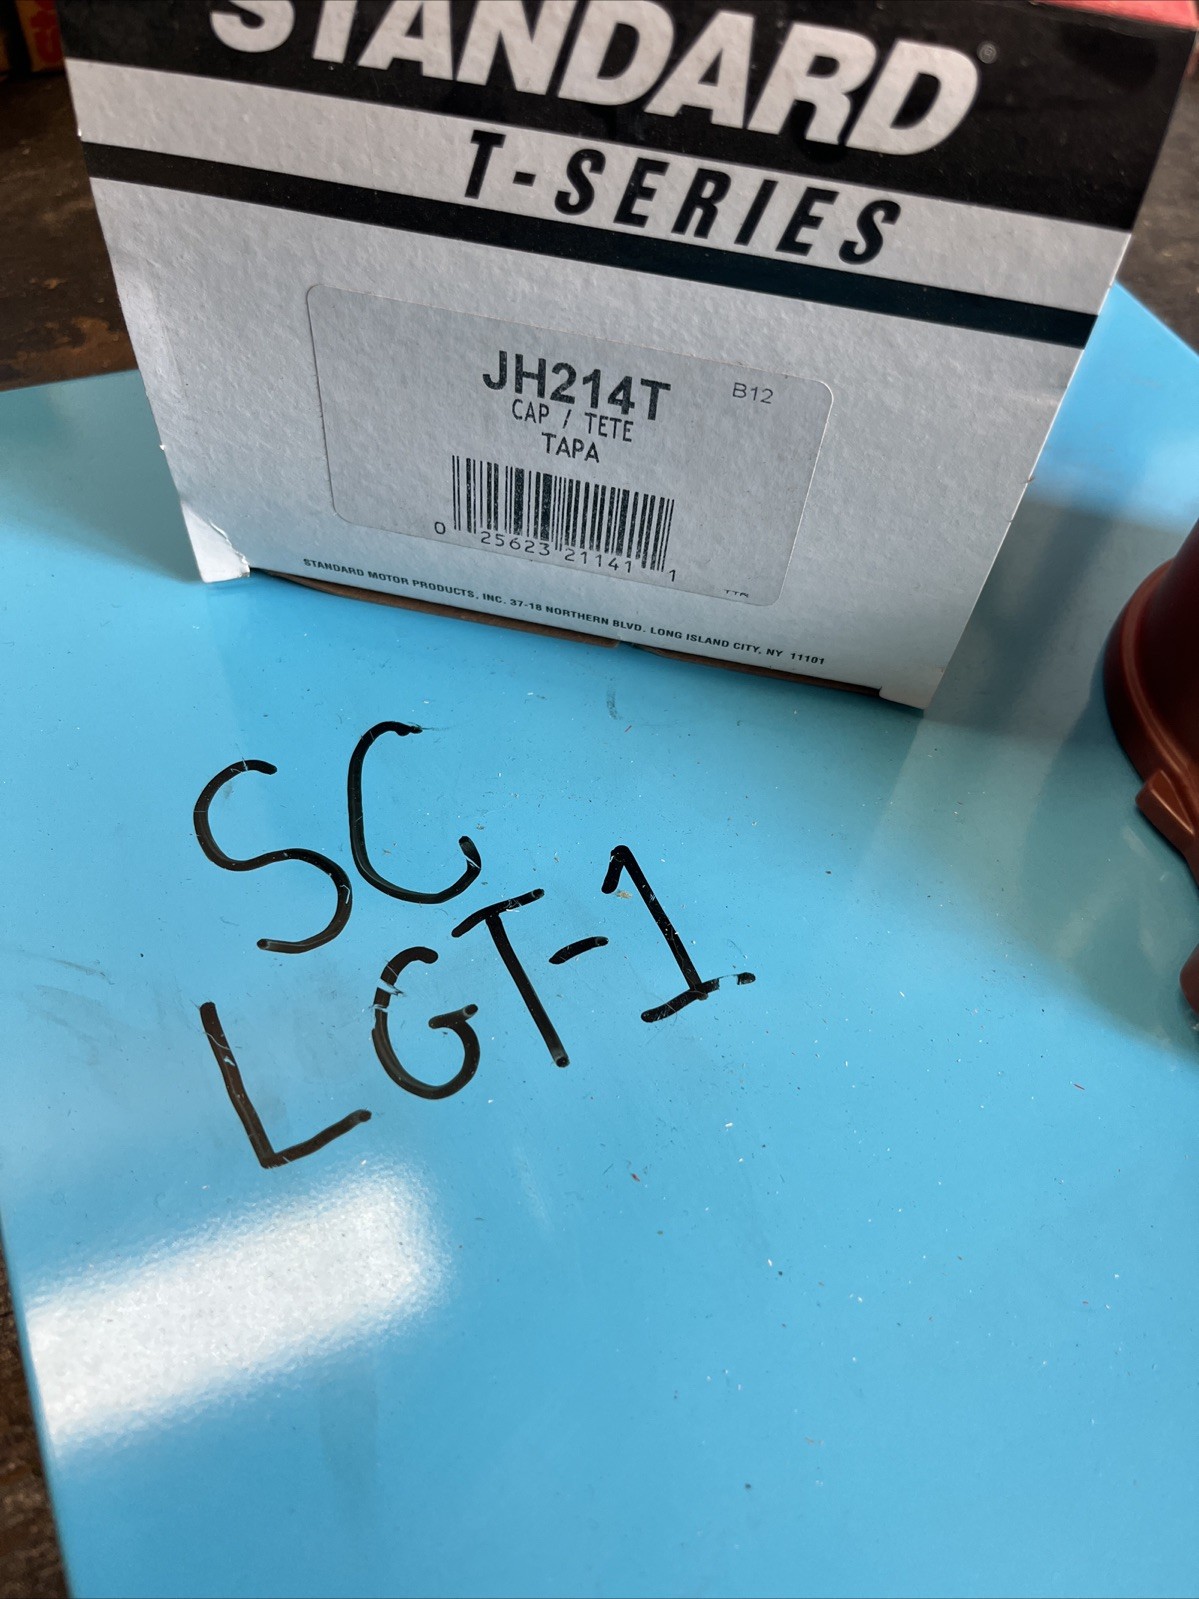 STANDARD®
T-SERIES
JH214T B12
CAP / TETE
TAPA
0 25623 21141 1
STANDARD MOTOR PRODUCTS, INC. 37-18 NORTHERN BLVD. LONG ISLAND CITY, NY 11101
SC
LGT-1